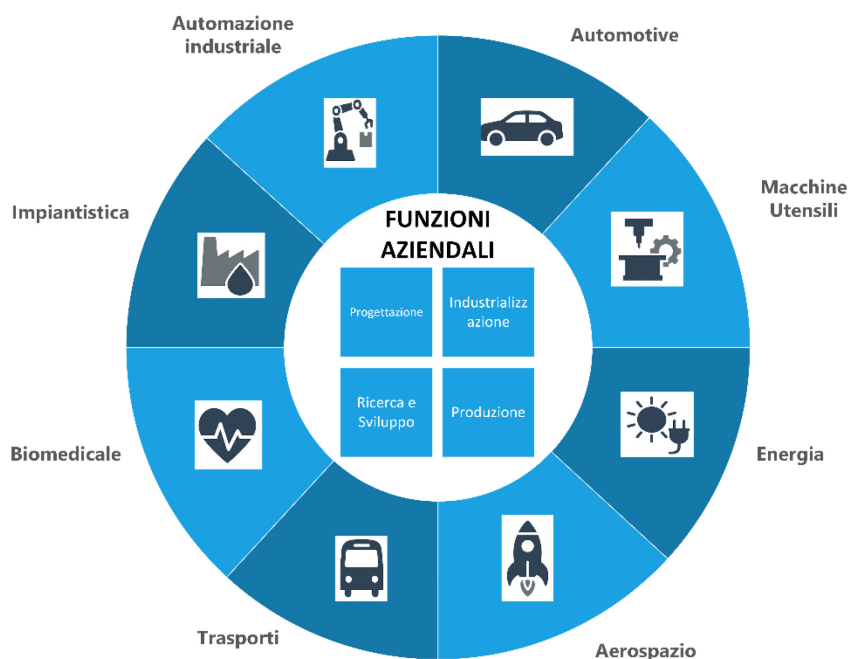 Automazione
industriale
Automotive
Macchine
Utensili
Impiantistica
FUNZIONI
AZIENDALI
Progettazione
Industrializz
azione
Ricerca e
Sviluppo
Produzione
Biomedicale
Energia
Trasporti
Aerospazio